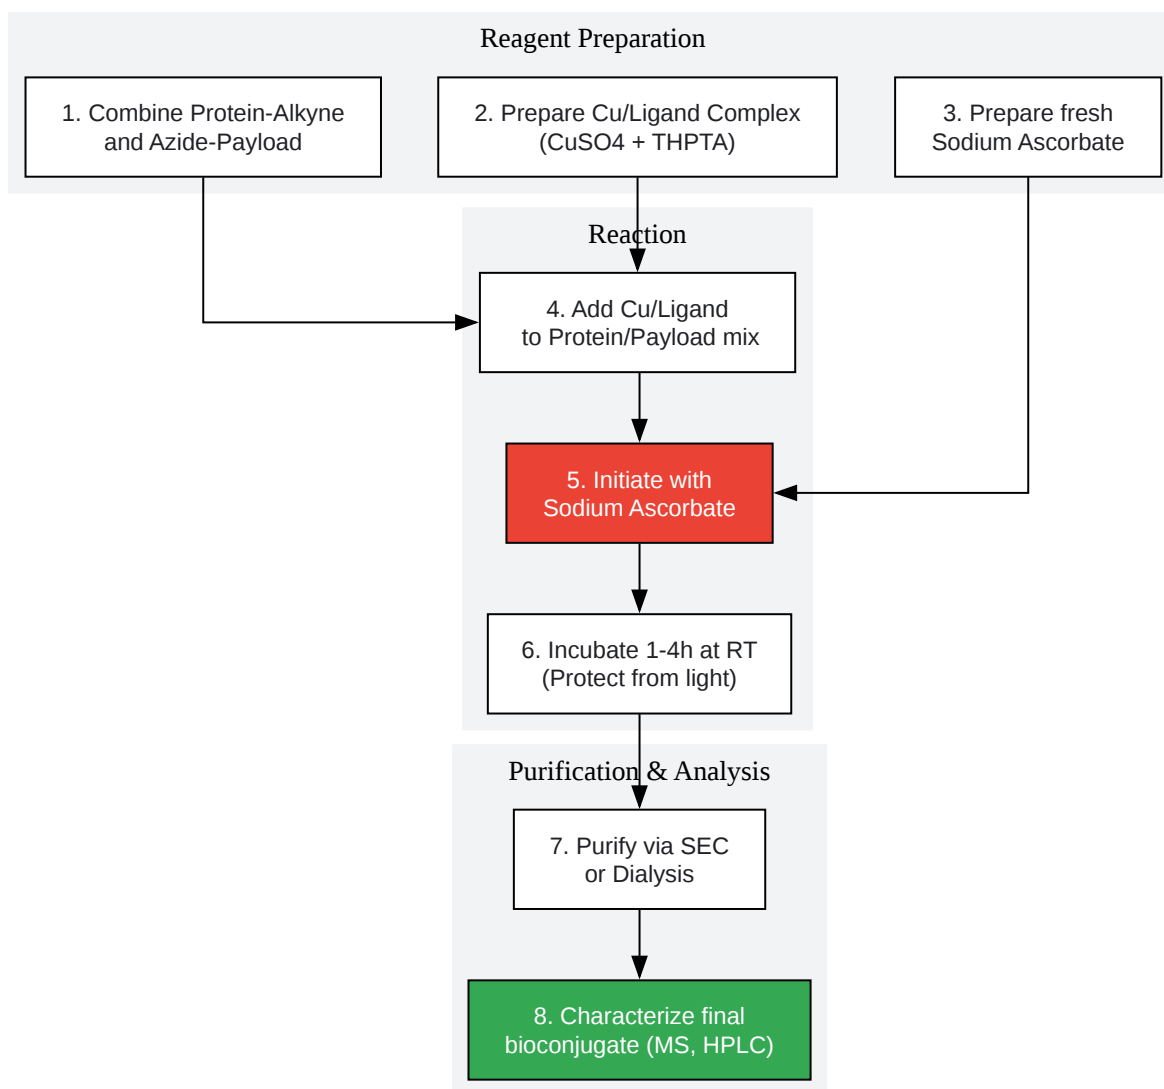 Reagent Preparation
1. Combine Protein-Alkyne
and Azide-Payload
2. Prepare Cu/Ligand Complex
(CuSO4 + THPTA)
3. Prepare fresh
Sodium Ascorbate
Reaction
4. Add Cu/Ligand
to Protein/Payload mix
5. Initiate with
Sodium Ascorbate
6. Incubate 1-4h at RT
(Protect from light)
Purification & Analysis
7. Purify via SEC
or Dialysis
8. Characterize final
bioconjugate (MS, HPLC)